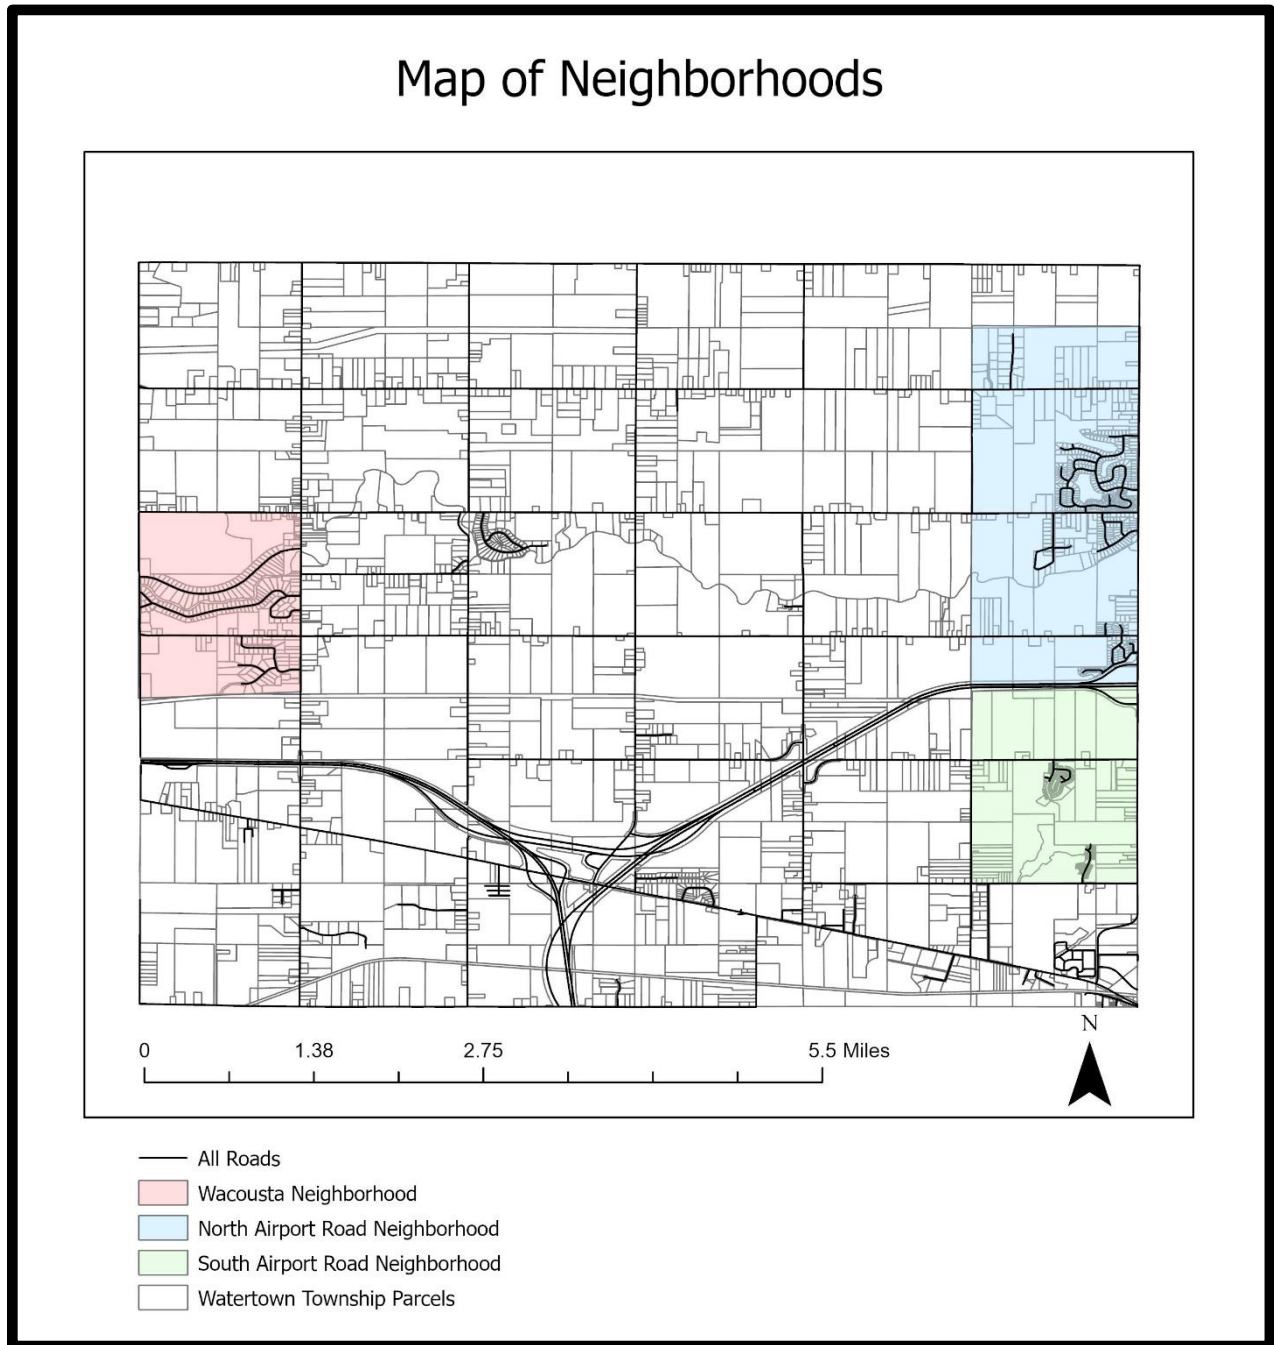 Map of Neighborhoods
N
0 1.38 2.75 5.5 Miles
All Roads
Wacousta Neighborhood
North Airport Road Neighborhood
South Airport Road Neighborhood
Watertown Township Parcels